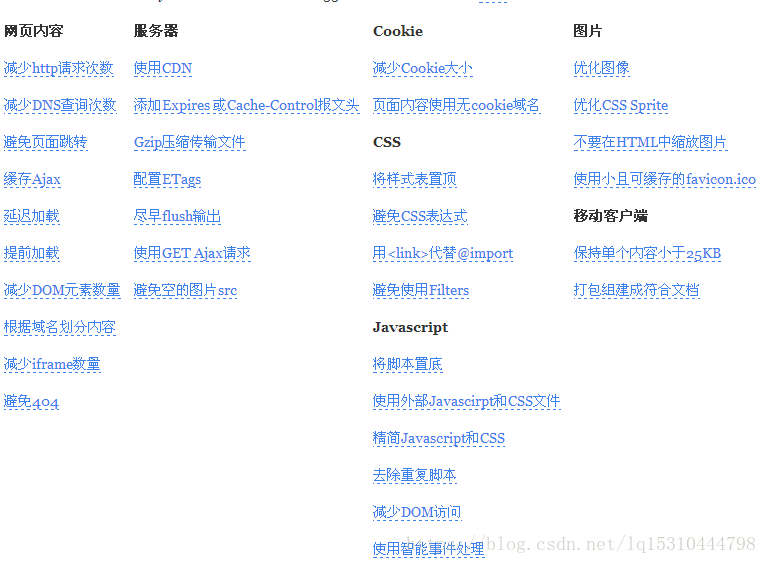 网页内容
减少http请求次数
减少DNS查询次数
避免页面跳转
缓存Ajax
延迟加载
提前加载
减少DOM元素数量
根据域名划分内容
减少iframe数量
避免404
服务器
使用CDN
添加Expires 或Cache-Control报文头
Gzip压缩传输文件
配置ETags
尽早flush输出
使用GET Ajax请求
避免空的图片src
Cookie
减少Cookie大小
页面内容使用无cookie域名
CSS
将样式表置顶
避免CSS表达式
用<link>代替@import
避免使用Filters
Javascript
将脚本置底
使用外部Javascirpt和CSS文件
精简Javascript和CSS
去除重复脚本
减少DOM访问
使用智能事件处理
图片
优化图像
优化CSS Sprite
不要在HTML中缩放图片
使用小且可缓存的favicon.ico
移动客户端
保持单个内容小于25KB
打包组建成符合文档
https://blog.csdn.net/lq15310444798